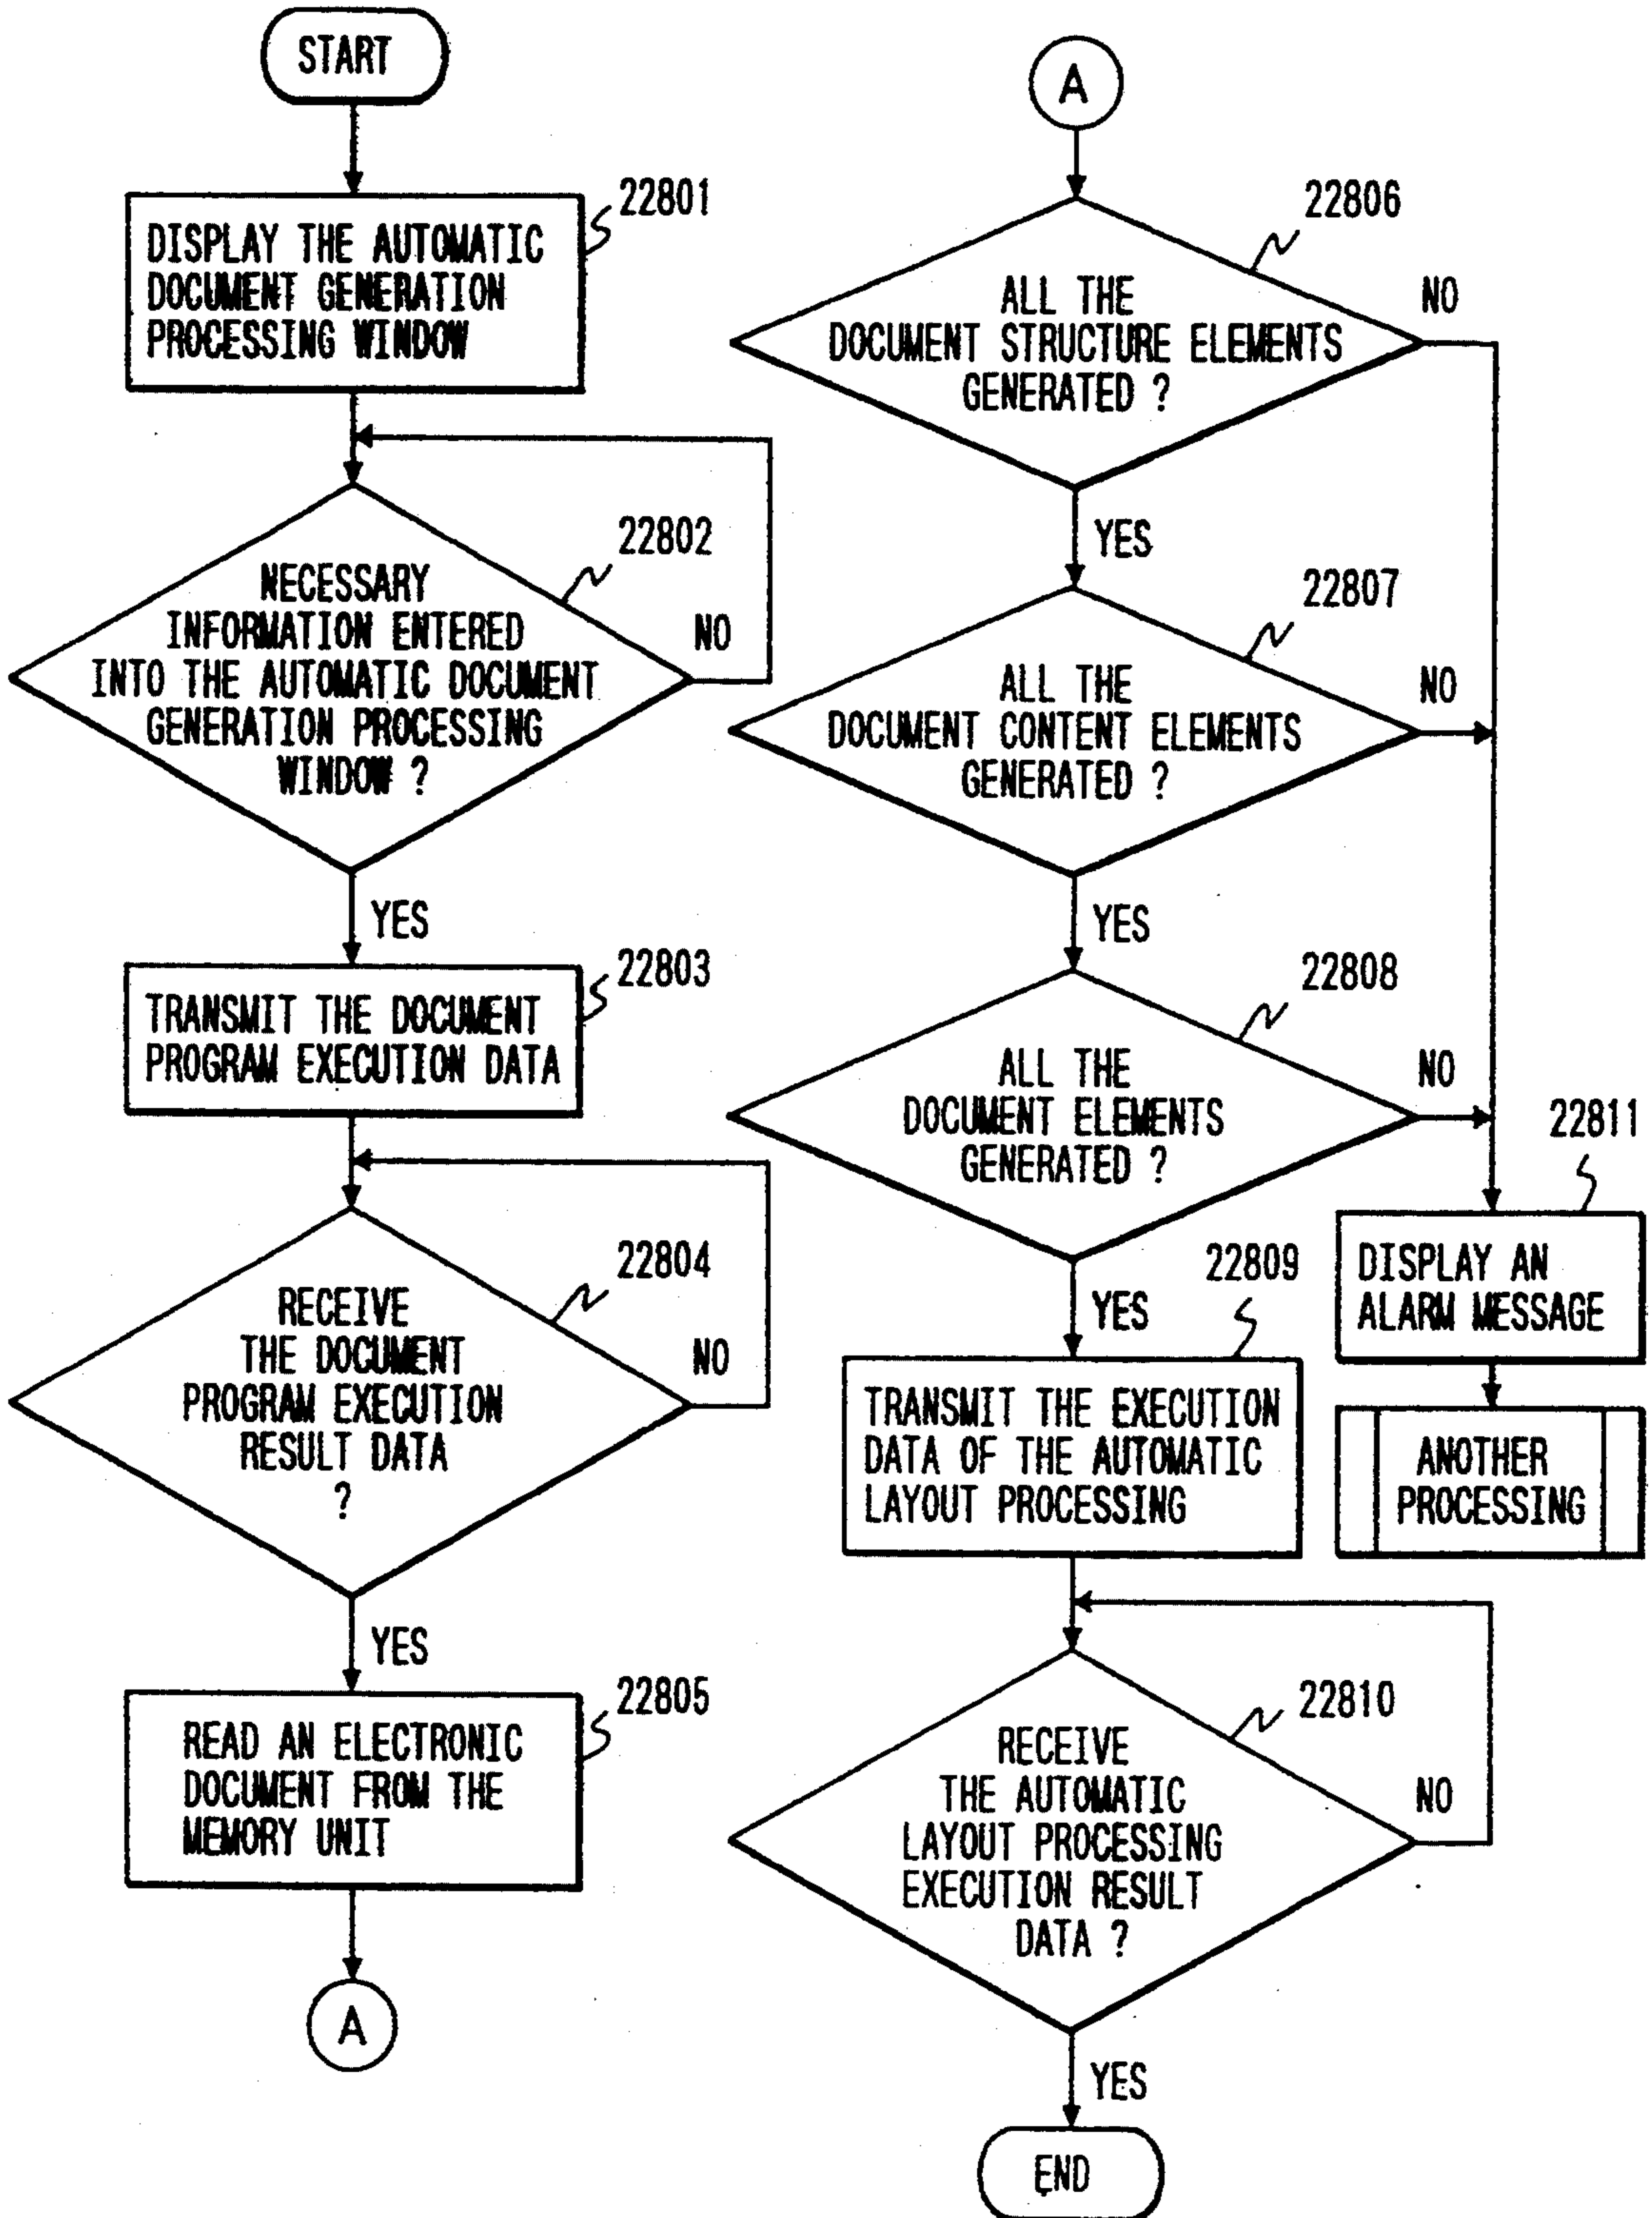 START
22801
DISPLAY THE AUTOMATIC
DOCUMENT GENERATION
PROCESSING WINDOW
22802
NECESSARY
INFORMATION ENTERED
INTO THE AUTOMATIC DOCUMENT
GENERATION PROCESSING
WINDOW ?
NO
YES
22803
TRANSMIT THE DOCUMENT
PROGRAM EXECUTION DATA
22804
RECEIVE
THE DOCUMENT
PROGRAM EXECUTION
RESULT DATA
?
NO
YES
22805
READ AN ELECTRONIC
DOCUMENT FROM THE
MEMORY UNIT
A
A
22806
ALL THE
DOCUMENT STRUCTURE ELEMENTS
GENERATED ?
NO
YES
22807
ALL THE
DOCUMENT CONTENT ELEMENTS
GENERATED ?
NO
YES
22808
ALL THE
DOCUMENT ELEMENTS
GENERATED ?
NO
YES
22811
DISPLAY AN
ALARM MESSAGE
ANOTHER
PROCESSING
22809
TRANSMIT THE EXECUTION
DATA OF THE AUTOMATIC
LAYOUT PROCESSING
22810
RECEIVE
THE AUTOMATIC
LAYOUT PROCESSING
EXECUTION RESULT
DATA ?
NO
YES
END